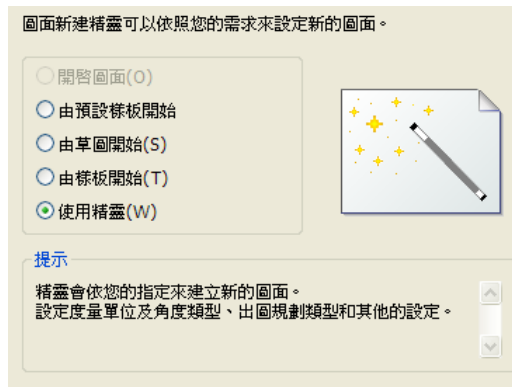 圖面新建精靈可以依照您的需求來設定新的圖面。
開啓圖面(O)
由預設樣板開始
由草圖開始(S)
由樣板開始(T)
使用精靈(W)
提示
精靈會依您的指定來建立新的圖面。
設定度量單位及角度類型、出圖規劃類型和其他的設定。